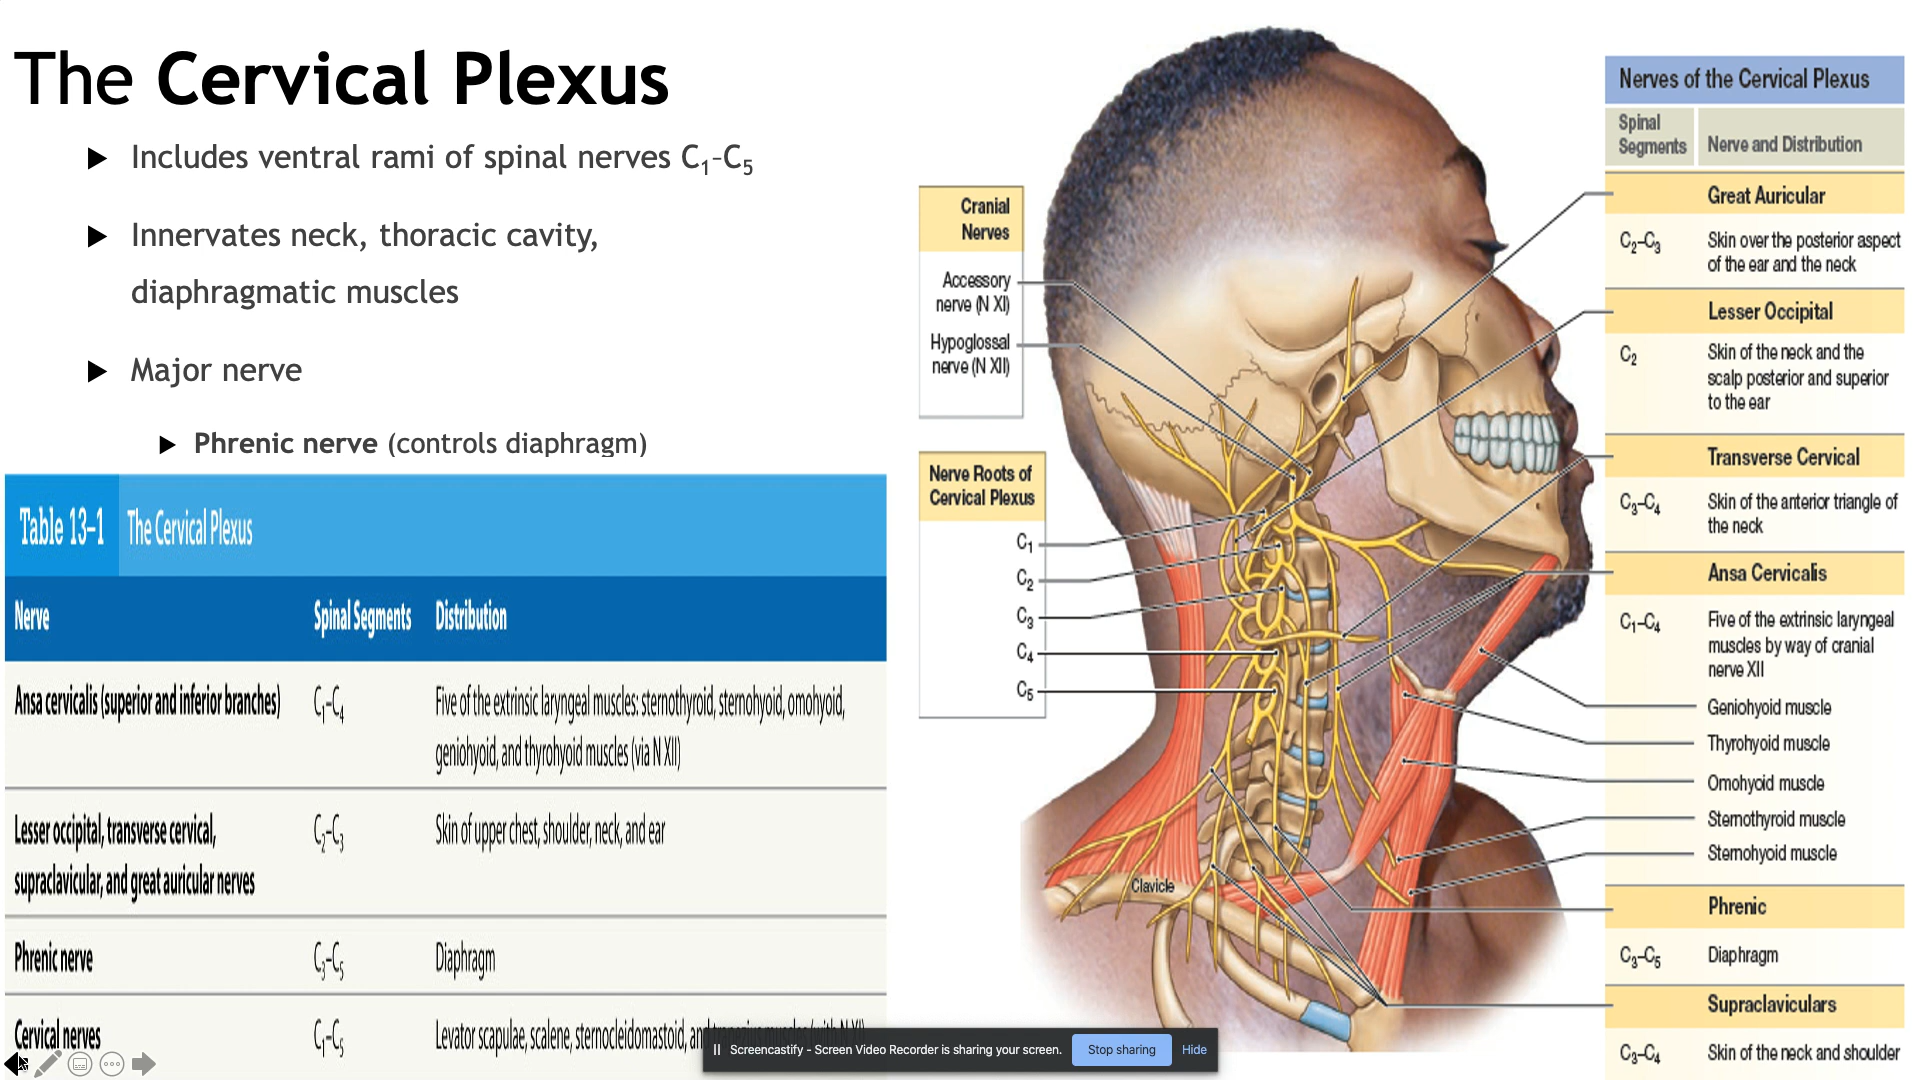 The Cervical Plexus
Includes ventral rami of spinal nerves C₁–C₅
Innervates neck, thoracic cavity,
diaphragmatic muscles
Major nerve
Phrenic nerve (controls diaphragm)
Table 13–1 The Cervical Plexus
Nerve Spinal Segments Distribution
Ansa cervicalis (superior and inferior branches) C₁–C₄ Five of the extrinsic laryngeal muscles: sternothyroid, sternohyoid, omohyoid,
geniohyoid, and thyrohyoid muscles (via N XII)
Lesser occipital, transverse cervical, C₂–C₃ Skin of upper chest, shoulder, neck, and ear
supraclavicular, and great auricular nerves
Phrenic nerve C₃–C₅ Diaphragm
Cervical nerves C₁–C₅ Levator scapulae, scalene, sternocleidomastoid, and trapezius muscles (with N XI)
Cranial
Nerves
Accessory
nerve (N XI)
Hypoglossal
nerve (N XII)
Nerve Roots of
Cervical Plexus
C₁
C₂
C₃
C₄
C₅
Clavicle
Nerves of the Cervical Plexus
Spinal
Segments
Nerve and Distribution
Great Auricular
C₂–C₃ Skin over the posterior aspect
of the ear and the neck
Lesser Occipital
C₂ Skin of the neck and the
scalp posterior and superior
to the ear
Transverse Cervical
C₃–C₄ Skin of the anterior triangle of
the neck
Ansa Cervicalis
C₁–C₄ Five of the extrinsic laryngeal
muscles by way of cranial
nerve XII
Geniohyoid muscle
Thyrohyoid muscle
Omohyoid muscle
Sternothyroid muscle
Sternohyoid muscle
Phrenic
C₃–C₅ Diaphragm
Supraclaviculars
C₃–C₄ Skin of the neck and shoulder
Screencastify - Screen Video Recorder is sharing your screen. Stop sharing Hide